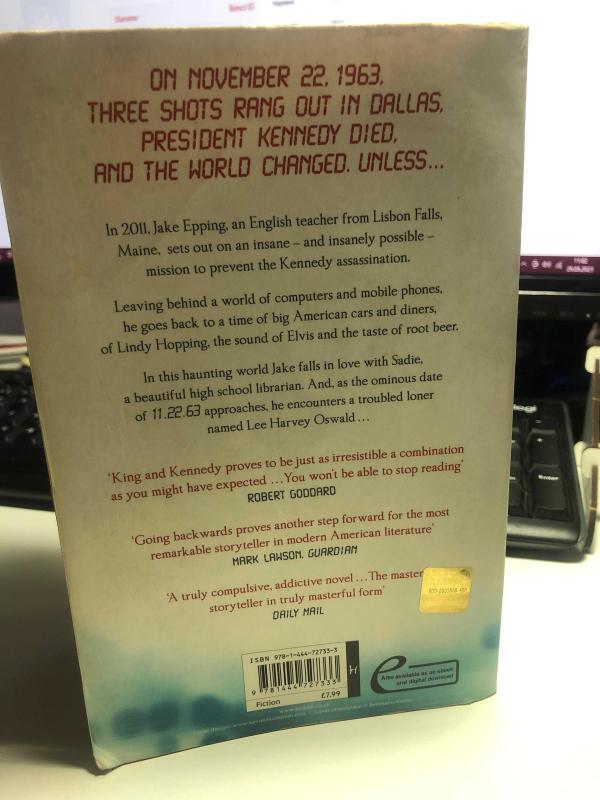 ON NOVEMBER 22, 1963,
THREE SHOTS RANG OUT IN DALLAS,
PRESIDENT KENNEDY DIED,
AND THE WORLD CHANGED. UNLESS...
In 2011, Jake Epping, an English teacher from Lisbon Falls,
Maine, sets out on an insane – and insanely possible –
mission to prevent the Kennedy assassination.
Leaving behind a world of computers and mobile phones,
he goes back to a time of big American cars and diners,
of Lindy Hopping, the sound of Elvis and the taste of root beer.
In this haunting world Jake falls in love with Sadie,
a beautiful high school librarian. And, as the ominous date
of 11.22.63 approaches, he encounters a troubled loner
named Lee Harvey Oswald...
'King and Kennedy proves to be just as irresistible a combination
as you might have expected ...You won't be able to stop reading'
ROBERT GODDARD
'Going backwards proves another step forward for the most
remarkable storyteller in modern American literature'
MARK LAWSON, GUARDIAN
'A truly compulsive, addictive novel ...The master
storyteller in truly masterful form'
DAILY MAIL
ISBN 978-1-444-72733-3
9 781444 727333
Fiction £7.99
H
e
Also available as an ebook
and digital download
Enter